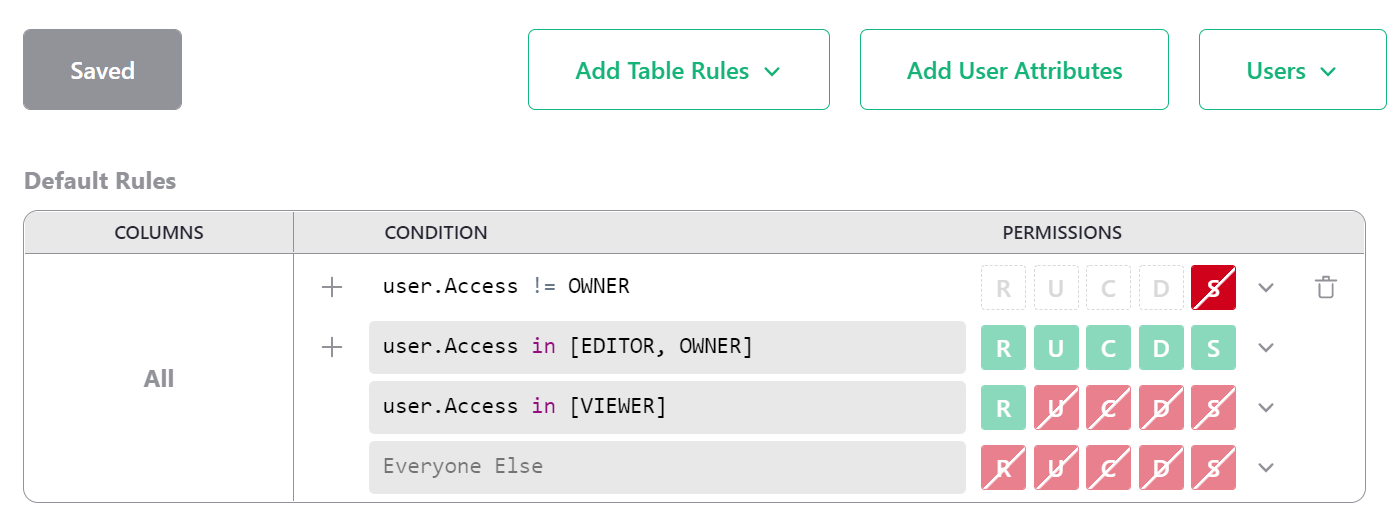 Saved Add Table Rules Add User Attributes Users
Default Rules
COLUMNS CONDITION PERMISSIONS
user.Access != OWNER R U C D S
user.Access in [EDITOR, OWNER] R U C D S
All
user.Access in [VIEWER] R U C D S
Everyone Else R U C D S